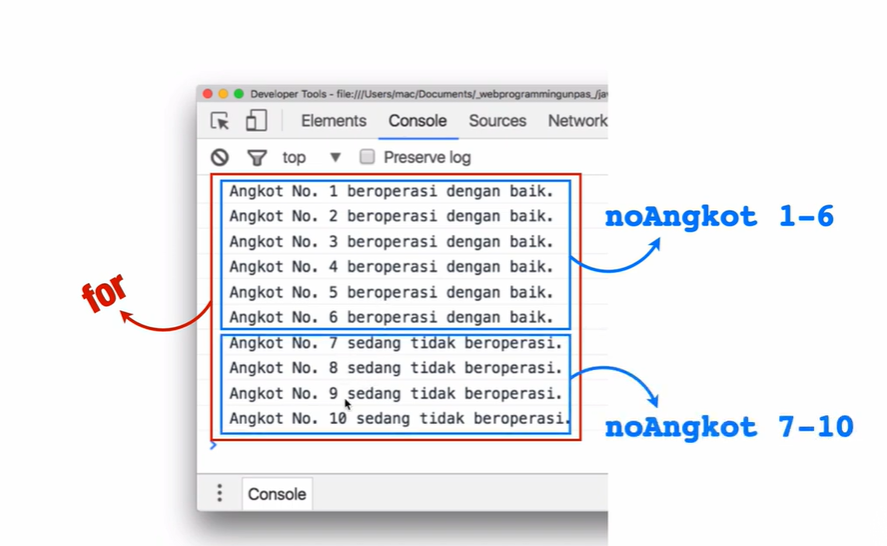 Developer Tools - file:///Users/mac/Documents/_webprogrammingunpas_/ja
Elements Console Sources Network
top Preserve log
Angkot No. 1 beroperasi dengan baik.
Angkot No. 2 beroperasi dengan baik.
Angkot No. 3 beroperasi dengan baik.
Angkot No. 4 beroperasi dengan baik.
Angkot No. 5 beroperasi dengan baik.
Angkot No. 6 beroperasi dengan baik.
noAngkot 1-6
for
Angkot No. 7 sedang tidak beroperasi.
Angkot No. 8 sedang tidak beroperasi.
Angkot No. 9 sedang tidak beroperasi.
Angkot No. 10 sedang tidak beroperasi.
noAngkot 7-10
Console